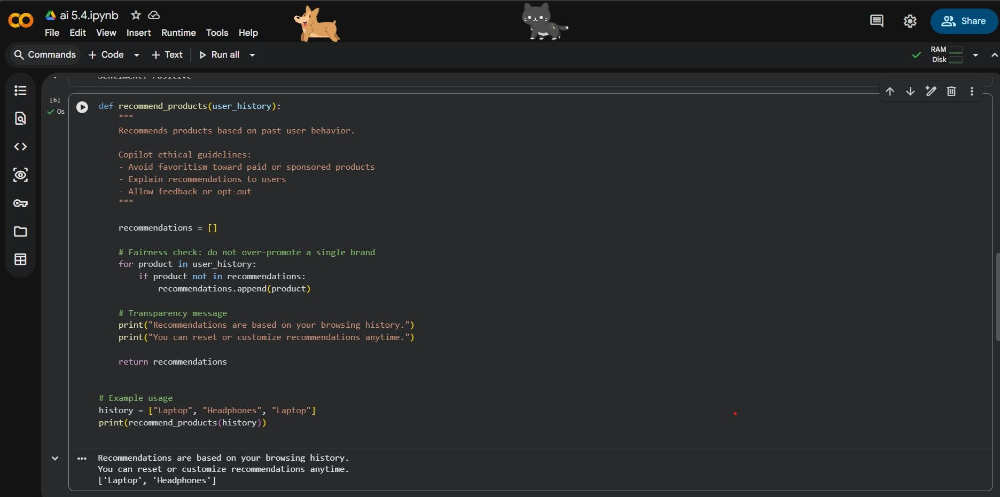 ai 5.4.ipynb
File Edit View Insert Runtime Tools Help
Share
Commands + Code + Text Run all
RAM
Disk
Sentiment: Positive
[6]
0s
def recommend_products(user_history):
"""
Recommends products based on past user behavior.
Copilot ethical guidelines:
- Avoid favoritism toward paid or sponsored products
- Explain recommendations to users
- Allow feedback or opt-out
"""
recommendations = []
# Fairness check: do not over-promote a single brand
for product in user_history:
if product not in recommendations:
recommendations.append(product)
# Transparency message
print("Recommendations are based on your browsing history.")
print("You can reset or customize recommendations anytime.")
return recommendations
# Example usage
history = ["Laptop", "Headphones", "Laptop"]
print(recommend_products(history))
Recommendations are based on your browsing history.
You can reset or customize recommendations anytime.
['Laptop', 'Headphones']